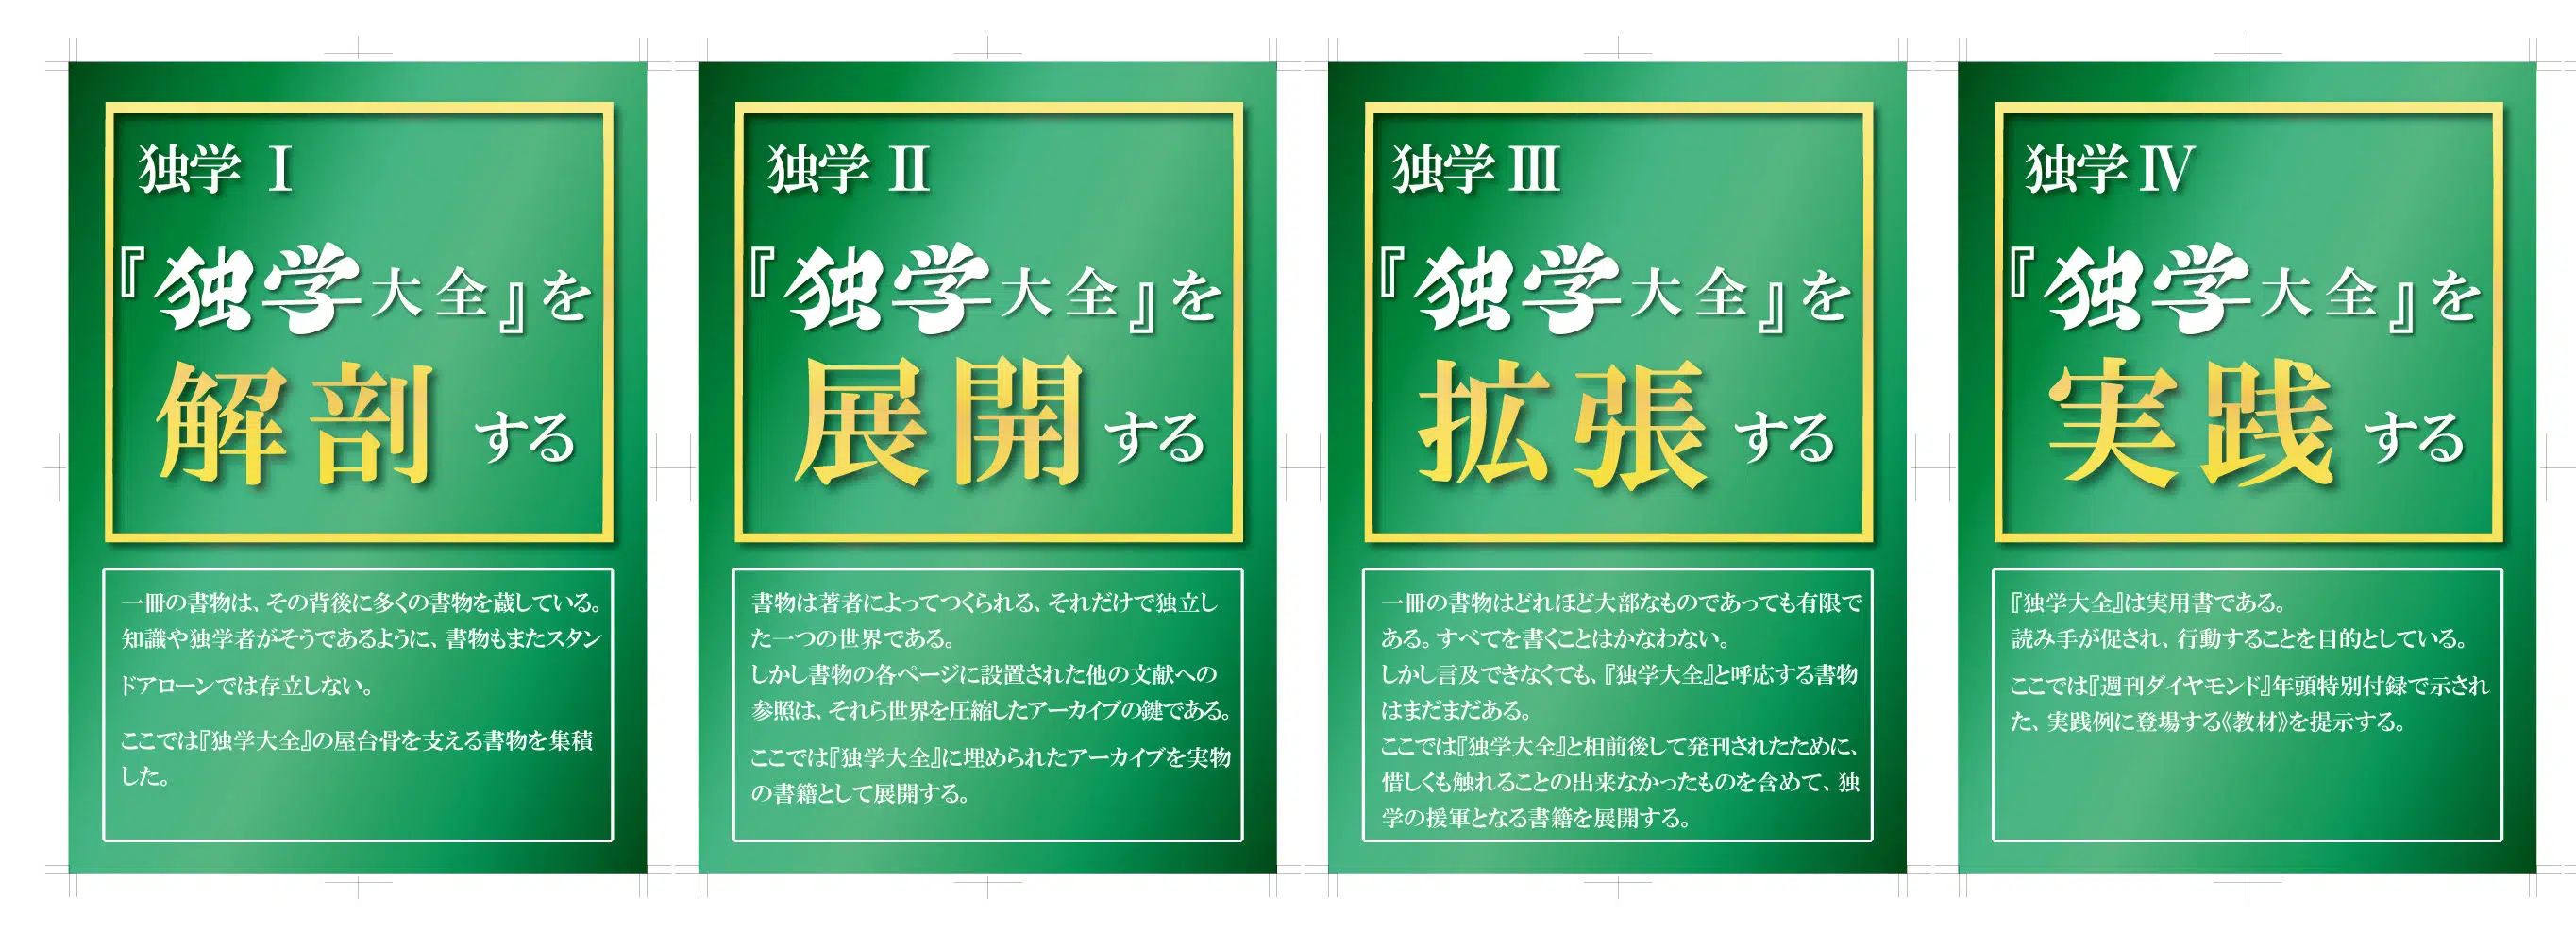 独学 Ⅰ
『独学大全』を
解剖する
一冊の書物は、その背後に多くの書物を蔵している。
知識や独学者がそうであるように、書物もまたスタン
ドアローンでは存立しない。
ここでは『独学大全』の屋台骨を支える書物を集積
した。
独学 Ⅱ
『独学大全』を
展開する
書物は著者によってつくられる、それだけで独立し
た一つの世界である。
しかし書物の各ページに設置された他の文献への
参照は、それら世界を圧縮したアーカイブの鍵である。
ここでは『独学大全』に埋められたアーカイブを実物
の書籍として展開する。
独学 Ⅲ
『独学大全』を
拡張する
一冊の書物はどれほど大部なものであっても有限で
ある。すべてを書くことはかなわない。
しかし言及できなくても、『独学大全』と呼応する書物
はまだまだある。
ここでは『独学大全』と相前後して発刊されたために、
惜しくも触れることの出来なかったものを含めて、独
学の援軍となる書籍を展開する。
独学 Ⅳ
『独学大全』を
実践する
『独学大全』は実用書である。
読み手が促され、行動することを目的としている。
ここでは『週刊ダイヤモンド』年頭特別付録で示され
た、実践例に登場する《教材》を提示する。